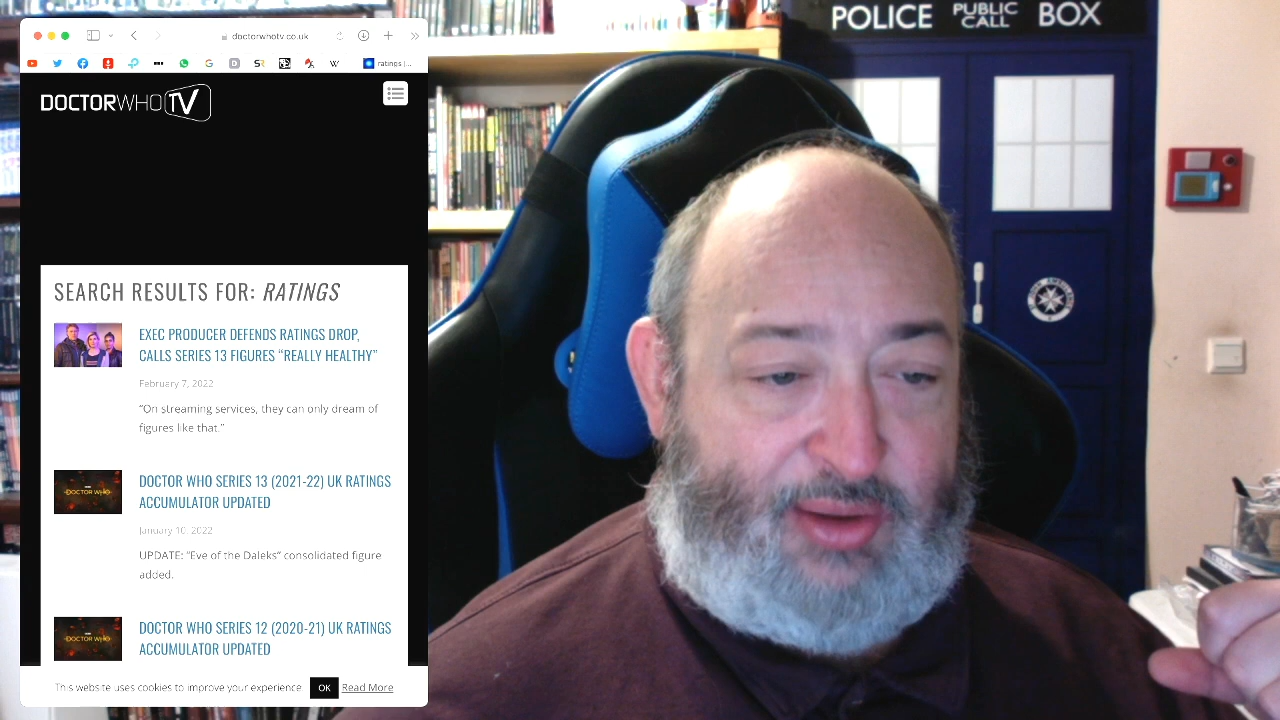 POLICE PUBLIC CALL BOX
doctorwhotv.co.uk
ratings |...
DOCTORWHOTV
SEARCH RESULTS FOR: RATINGS
EXEC PRODUCER DEFENDS RATINGS DROP,
CALLS SERIES 13 FIGURES “REALLY HEALTHY”
February 7, 2022
“On streaming services, they can only dream of
figures like that.”
DOCTOR WHO
DOCTOR WHO SERIES 13 (2021-22) UK RATINGS
ACCUMULATOR UPDATED
January 10, 2022
UPDATE: “Eve of the Daleks” consolidated figure
added.
DOCTOR WHO
DOCTOR WHO SERIES 12 (2020-21) UK RATINGS
ACCUMULATOR UPDATED
This website uses cookies to improve your experience.
OK
Read More